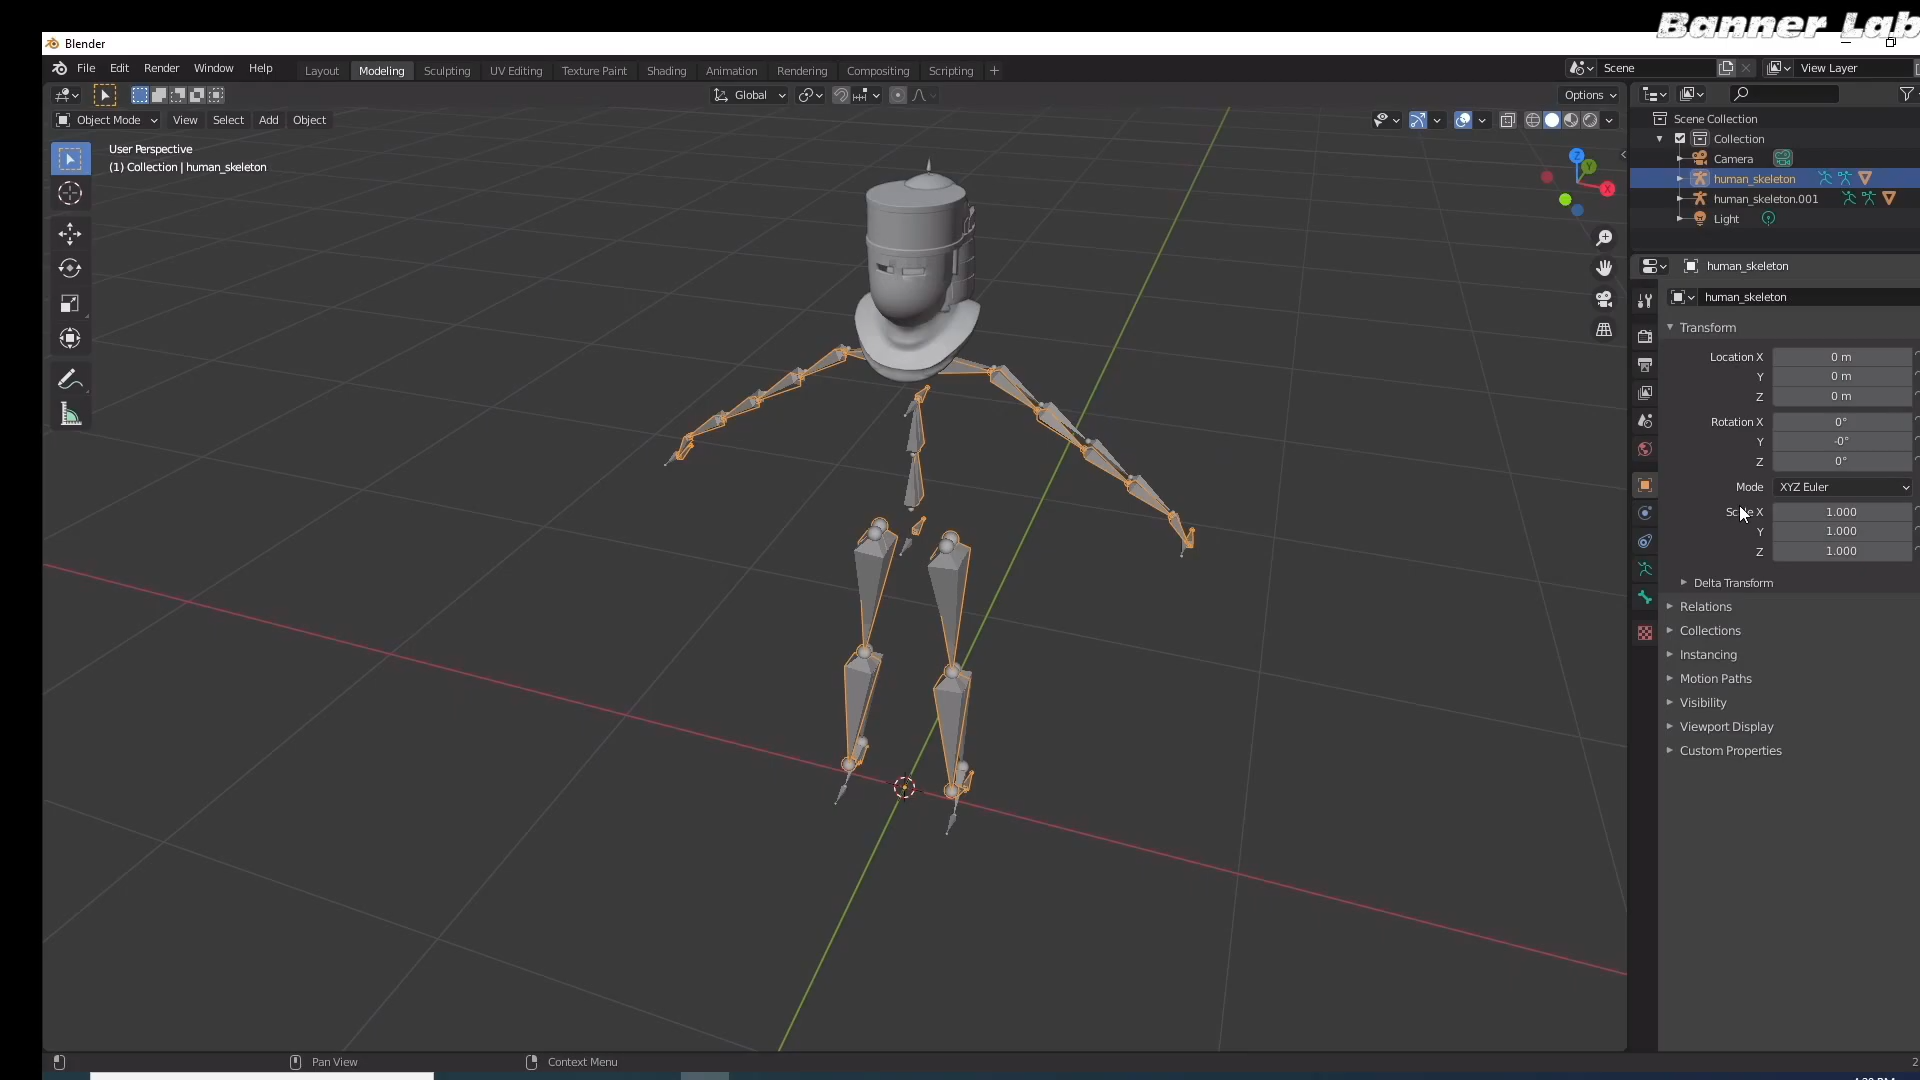 Banner Lab
Blender
File Edit Render Window Help
Layout Modeling Sculpting UV Editing Texture Paint Shading Animation Rendering Compositing Scripting +
Scene
View Layer
Global
Options
Object Mode View Select Add Object
User Perspective
(1) Collection | human_skeleton
Z
Y
X
Scene Collection
Collection
Camera
human_skeleton
human_skeleton.001
Light
human_skeleton
human_skeleton
Transform
Location X 0 m
Y 0 m
Z 0 m
Rotation X 0°
Y -0°
Z 0°
Mode XYZ Euler
Scale X 1.000
Y 1.000
Z 1.000
Delta Transform
Relations
Collections
Instancing
Motion Paths
Visibility
Viewport Display
Custom Properties
Pan View
Context Menu
2